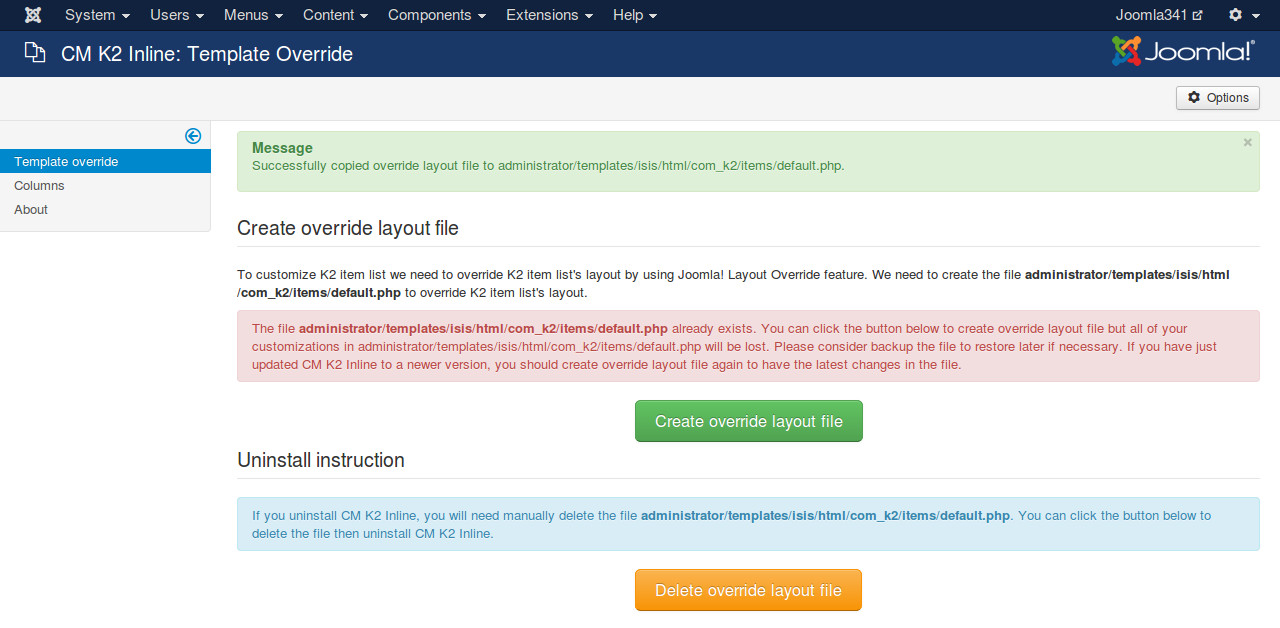 System Users Menus Content Components Extensions Help Joomla341
CM K2 Inline: Template Override Joomla!®
Options
Template override
Columns
About
Message ×
Successfully copied override layout file to administrator/templates/isis/html/com_k2/items/default.php.
Create override layout file
To customize K2 item list we need to override K2 item list's layout by using Joomla! Layout Override feature. We need to create the file administrator/templates/isis/html
/com_k2/items/default.php to override K2 item list's layout.
The file administrator/templates/isis/html/com_k2/items/default.php already exists. You can click the button below to create override layout file but all of your
customizations in administrator/templates/isis/html/com_k2/items/default.php will be lost. Please consider backup the file to restore later if necessary. If you have just
updated CM K2 Inline to a newer version, you should create override layout file again to have the latest changes in the file.
Create override layout file
Uninstall instruction
If you uninstall CM K2 Inline, you will need manually delete the file administrator/templates/isis/html/com_k2/items/default.php. You can click the button below to
delete the file then uninstall CM K2 Inline.
Delete override layout file